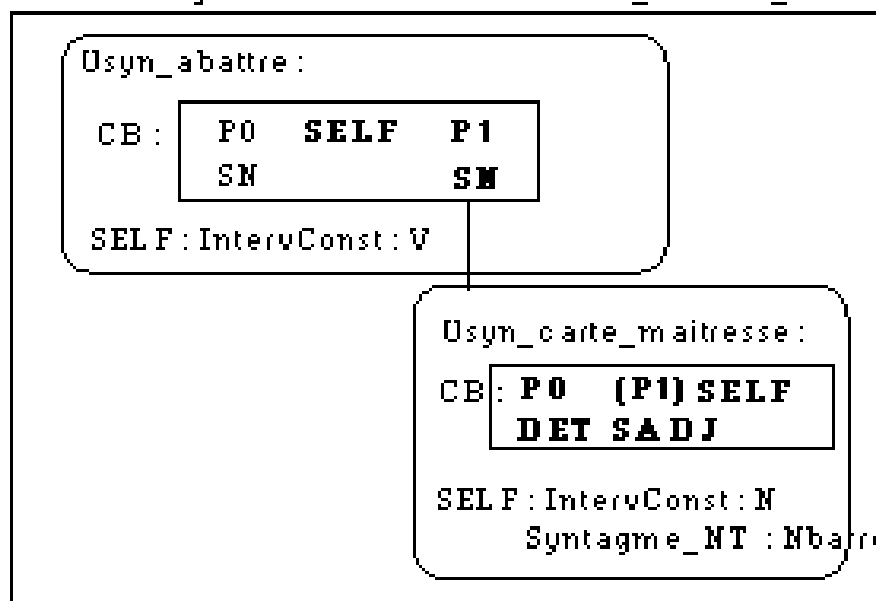 Usyn_abattre :
CB : P0 SELF P1
SN SN
SELF : IntervConst : V
Usyn_carte_maitresse :
CB : P0 (P1) SELF
DET SADJ
SELF : IntervConst : N
Syntagme_NT :